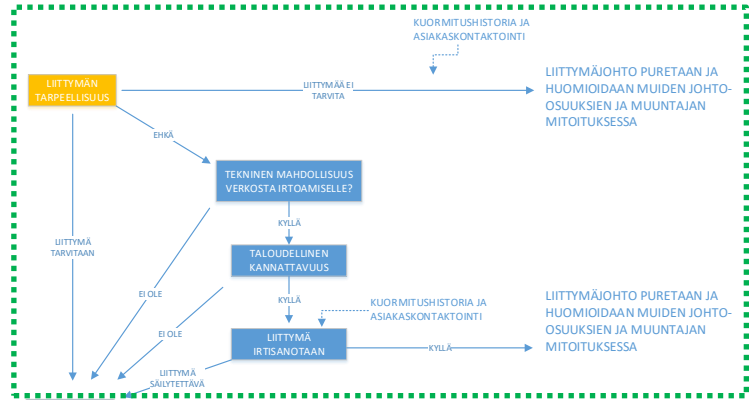 KUORMITUSHISTORIA JA
ASIAKASKONTAKTOINTI
LIITTYMÄN
TARPEELLISUUS
LIITTYMÄÄ EI
TARVITA
LIITTYMÄJOHTO PURETAAN JA
HUOMIOIDAAN MUIDEN JOHTO-
OSUUKSIEN JA MUUNTAJAN
MITOITUKSESSA
EHKÄ
TEKNINEN MAHDOLLISUUS
VERKOSTA IRTOAMISELLE?
KYLLÄ
LIITTYMÄ
TARVITAAN
TALOUDELLINEN
KANNATTAVUUS
EI OLE
KYLLÄ
KUORMITUSHISTORIA JA
ASIAKASKONTAKTOINTI
LIITTYMÄJOHTO PURETAAN JA
HUOMIOIDAAN MUIDEN JOHTO-
OSUUKSIEN JA MUUNTAJAN
MITOITUKSESSA
EI OLE
LIITTYMÄ
IRTISANOTAAN
KYLLÄ
LIITTYMÄ
SÄILYTETTÄVÄ